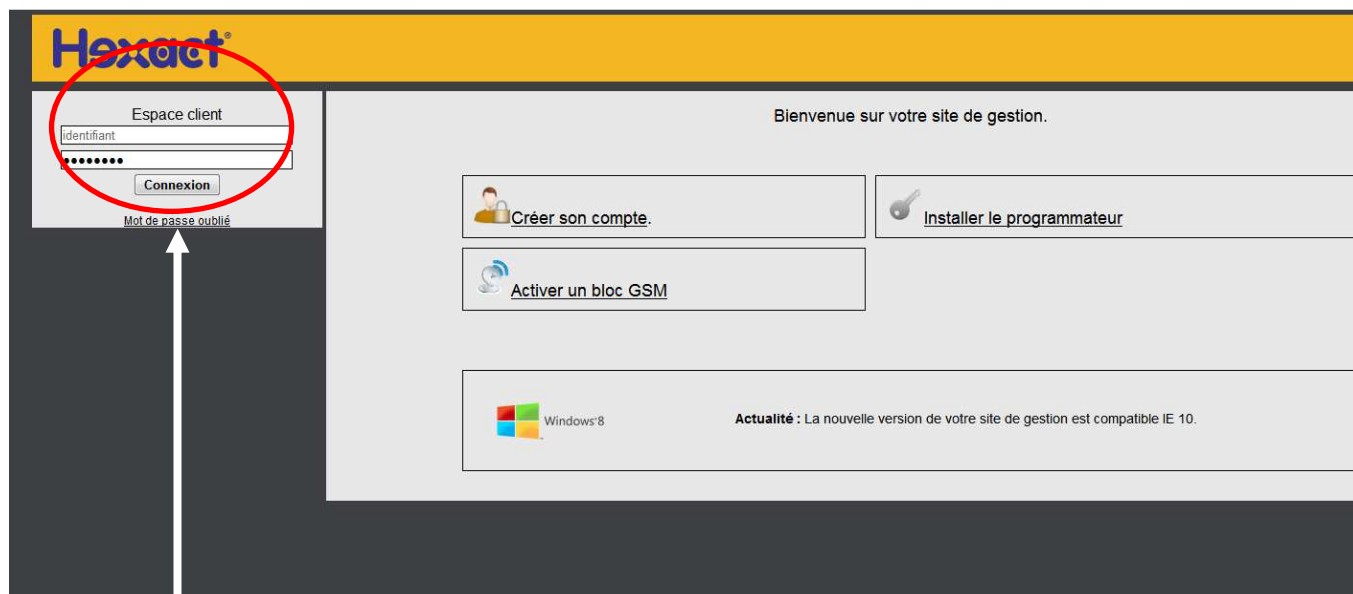 Hexact®
Espace client
identifiant
••••••••
Connexion
Mot de passe oublié
Bienvenue sur votre site de gestion.
Créer son compte.
Installer le programmateur
Activer un bloc GSM
Windows®8
Actualité : La nouvelle version de votre site de gestion est compatible IE 10.